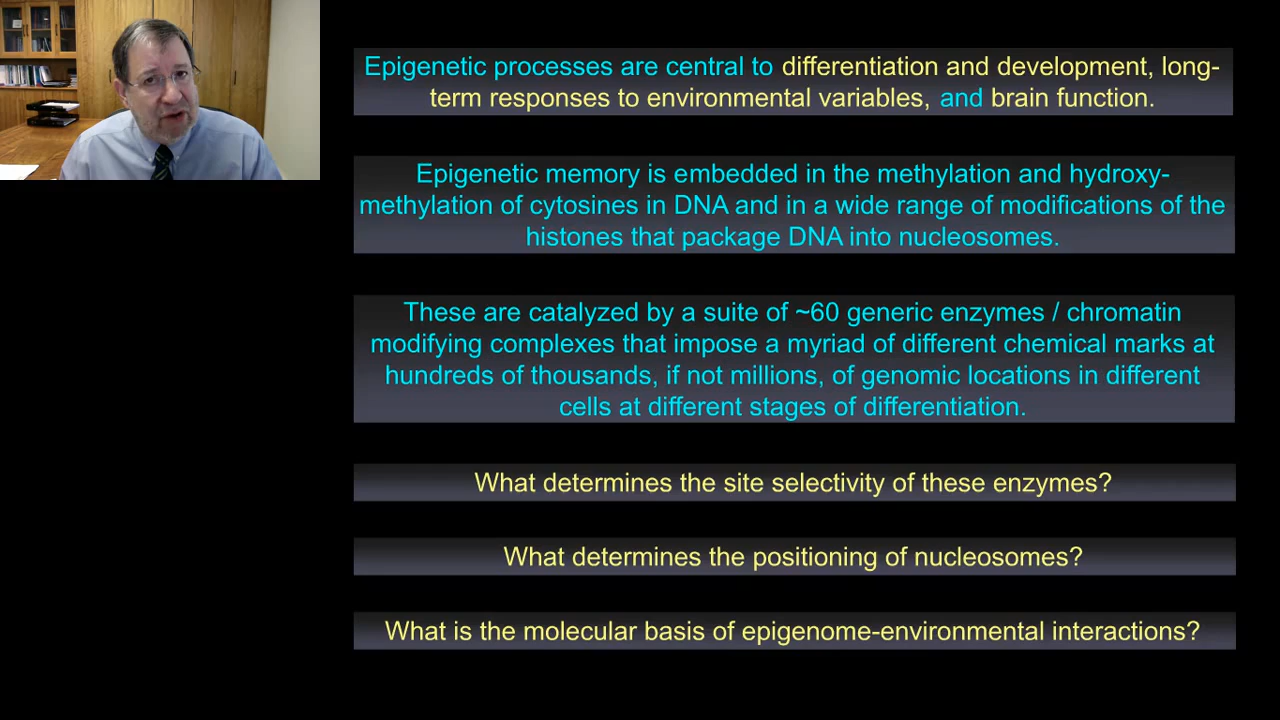 Epigenetic processes are central to differentiation and development, long-
term responses to environmental variables, and brain function.
Epigenetic memory is embedded in the methylation and hydroxy-
methylation of cytosines in DNA and in a wide range of modifications of the
histones that package DNA into nucleosomes.
These are catalyzed by a suite of ~60 generic enzymes / chromatin
modifying complexes that impose a myriad of different chemical marks at
hundreds of thousands, if not millions, of genomic locations in different
cells at different stages of differentiation.
What determines the site selectivity of these enzymes?
What determines the positioning of nucleosomes?
What is the molecular basis of epigenome-environmental interactions?